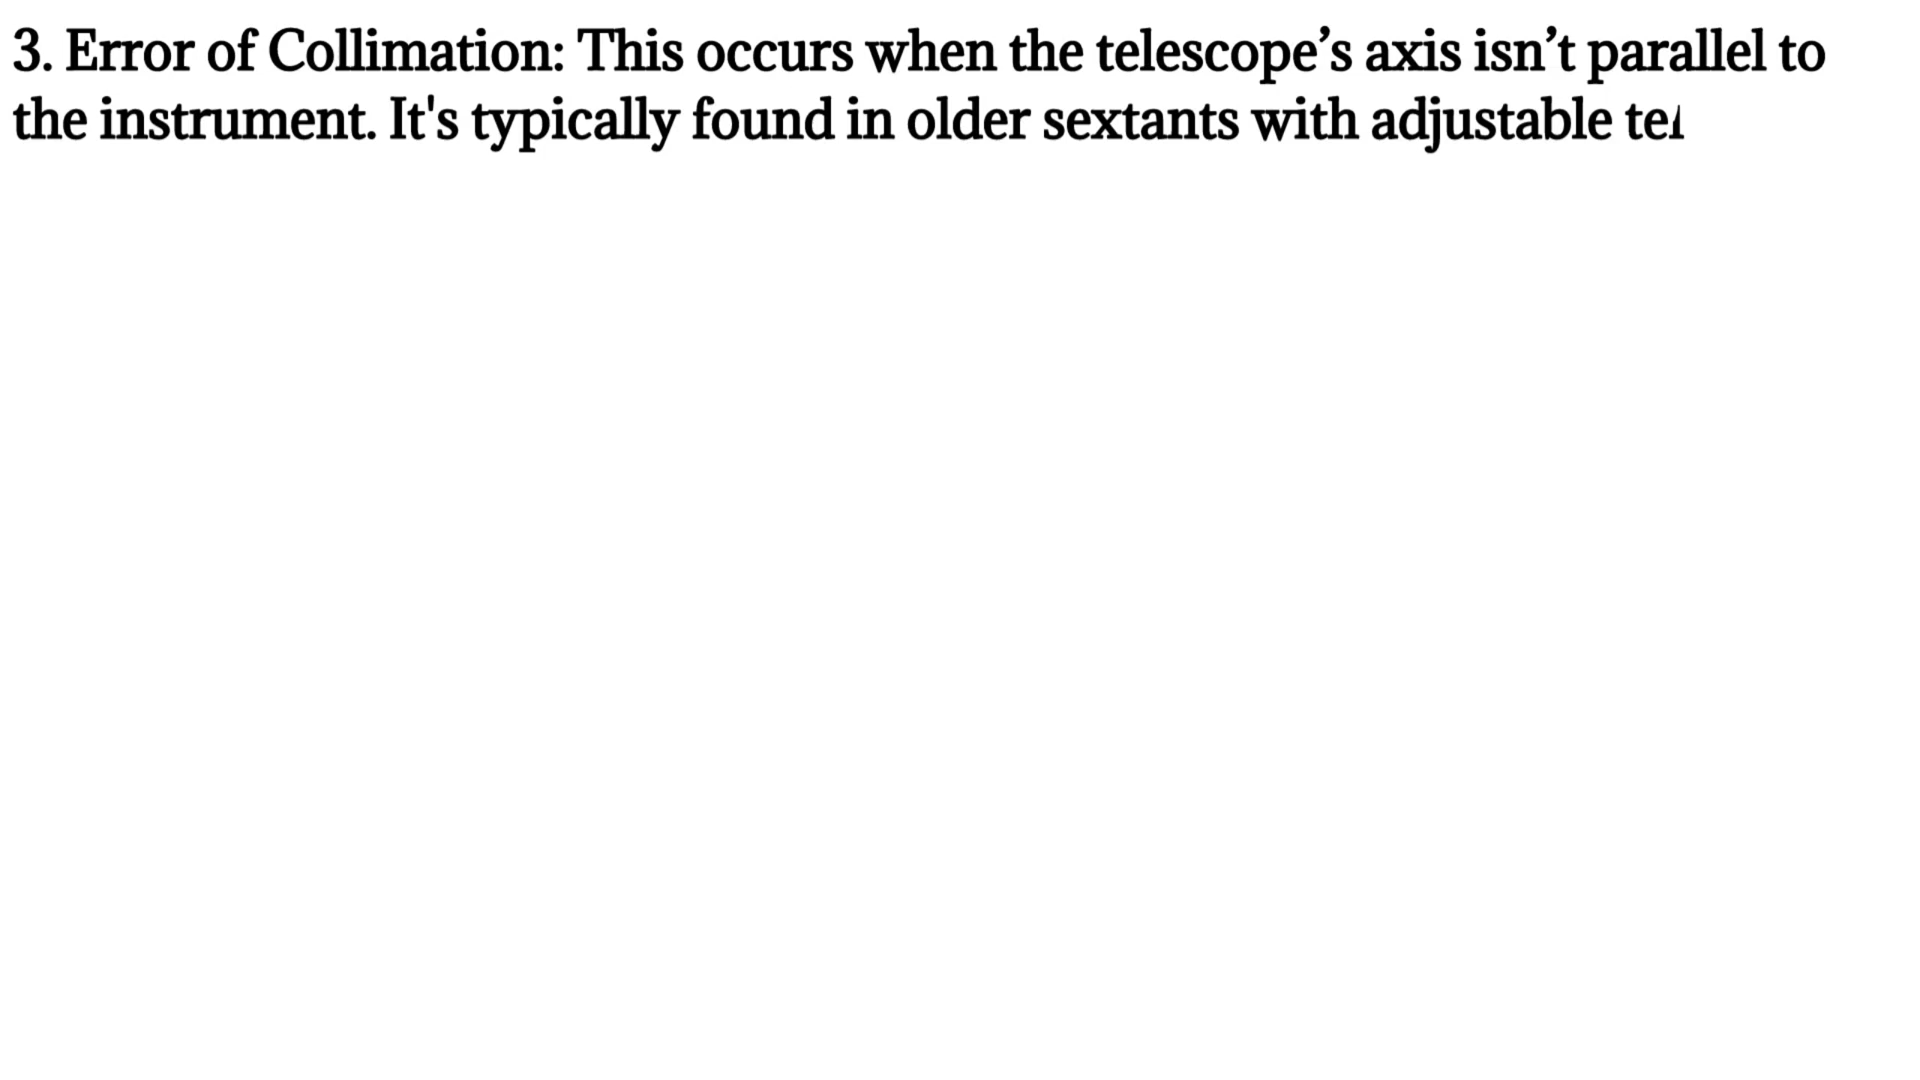 3. Error of Collimation: This occurs when the telescope’s axis isn’t parallel to
the instrument. It's typically found in older sextants with adjustable